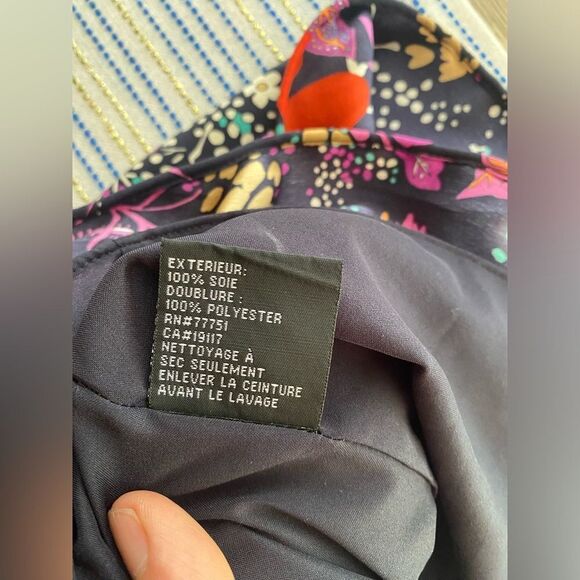 EXTERIEUR:
100% SOIE
DOUBLURE :
100% POLYESTER
RN#77751
CA#19117
NETTOYAGE À
SEC SEULEMENT
ENLEVER LA CEINTURE
AVANT LE LAVAGE